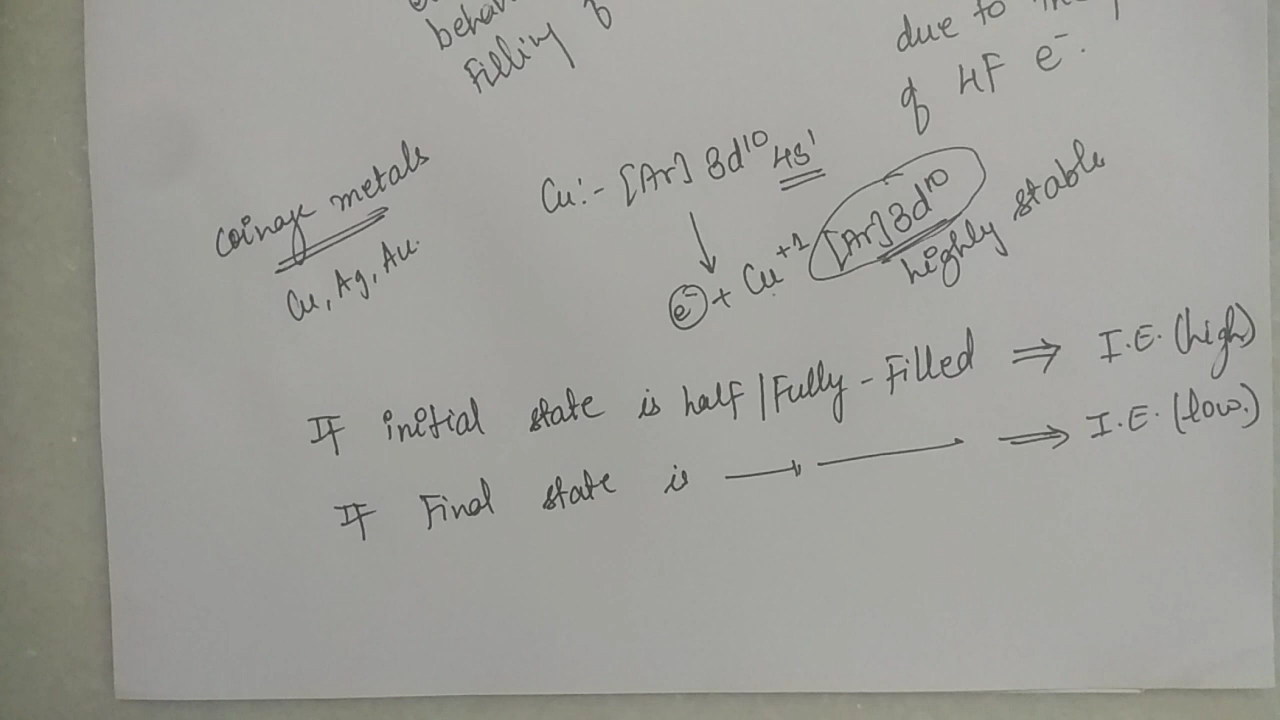 behav
Filling
due to
of 4F e⁻.
coinage metals
Cu, Ag, Au.
Cu:- [Ar] 3d¹⁰ 4s¹
↓
e⁻ + Cu⁺¹ [Ar] 3d¹⁰
highly stable
IF initial state is half/Fully-Filled ⇒ I.E. (high)
IF Final state is —〃— ⇒ I.E. (low.)